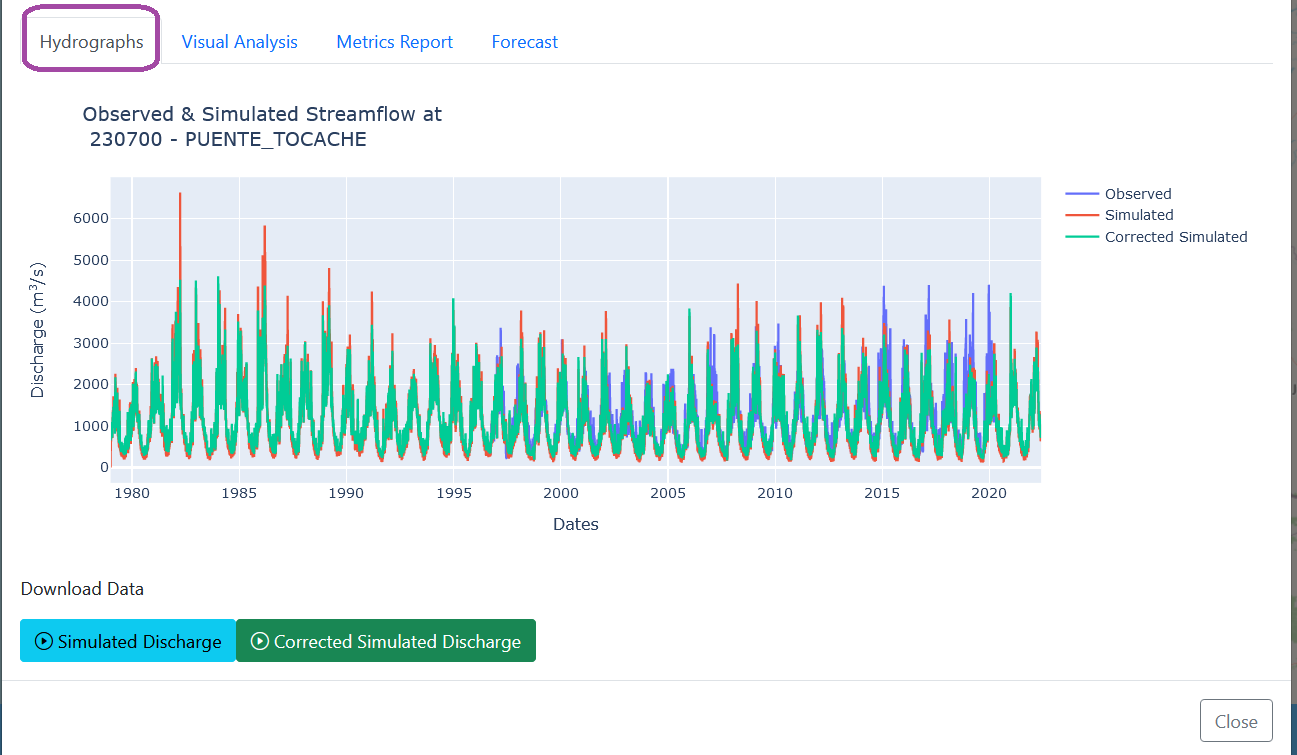 Hydrographs Visual Analysis Metrics Report Forecast
Observed & Simulated Streamflow at
230700 - PUENTE_TOCACHE
Observed
Simulated
Corrected Simulated
Discharge (m³/s)
6000
5000
4000
3000
2000
1000
0
1980 1985 1990 1995 2000 2005 2010 2015 2020
Dates
Download Data
Simulated Discharge Corrected Simulated Discharge
Close